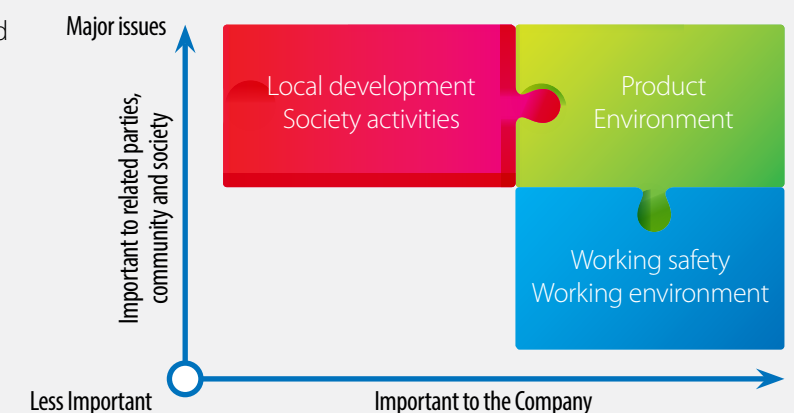 Major issues
Important to related parties,
community and society
Local development
Society activities
Product
Environment
Working safety
Working environment
Less Important
Important to the Company